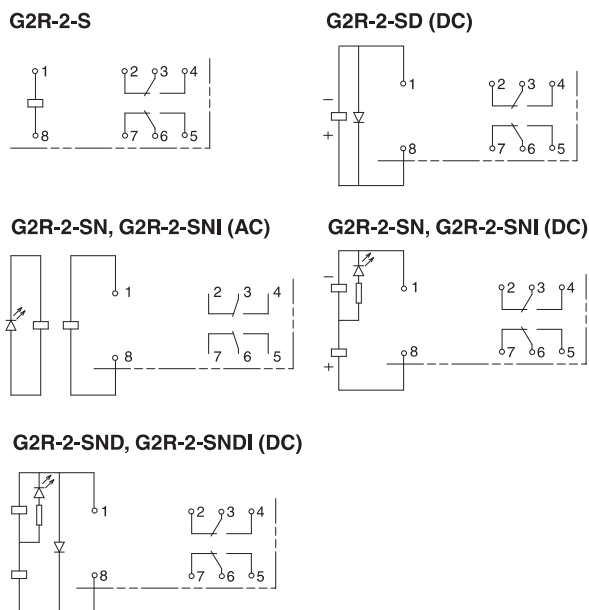 G2R-2-S
1
2 3 4
8
7 6 5
G2R-2-SD (DC)
1
2 3 4
−
+
8
7 6 5
G2R-2-SN, G2R-2-SNI (AC)
1
2 3 4
8
7 6 5
G2R-2-SN, G2R-2-SNI (DC)
−
1
2 3 4
+
8
7 6 5
G2R-2-SND, G2R-2-SNDI (DC)
1
2 3 4
8
7 6 5